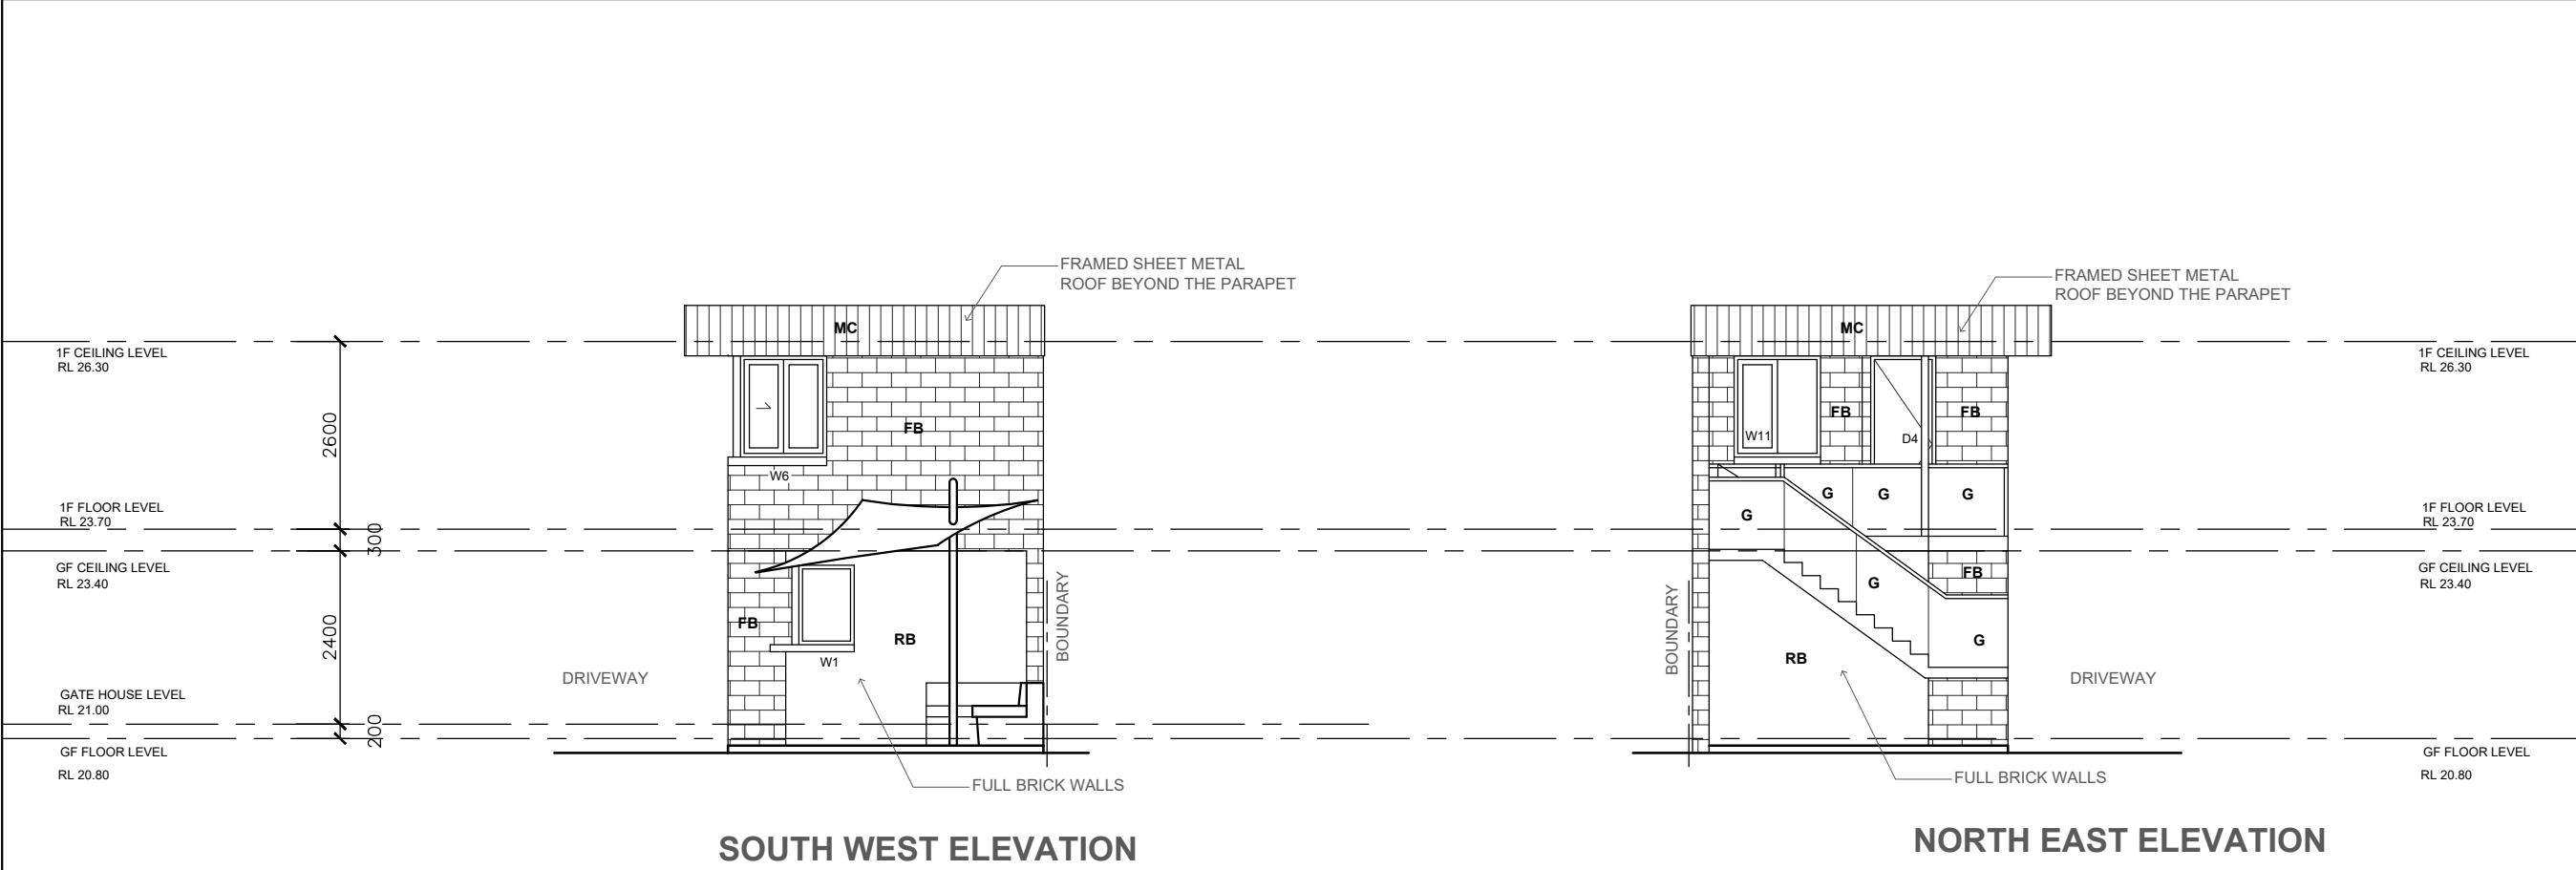 FRAMED SHEET METAL
ROOF BEYOND THE PARAPET
MC
1F CEILING LEVEL
RL 26.30
2600
FB
W6
1F FLOOR LEVEL
RL 23.70
300
GF CEILING LEVEL
RL 23.40
2400
FB
RB
W1
BOUNDARY
DRIVEWAY
GATE HOUSE LEVEL
RL 21.00
200
GF FLOOR LEVEL
RL 20.80
FULL BRICK WALLS
SOUTH WEST ELEVATION
FRAMED SHEET METAL
ROOF BEYOND THE PARAPET
MC
1F CEILING LEVEL
RL 26.30
FB
FB
W11
D4
G
G
G
G
1F FLOOR LEVEL
RL 23.70
GF CEILING LEVEL
RL 23.40
FB
G
G
BOUNDARY
RB
DRIVEWAY
GF FLOOR LEVEL
RL 20.80
FULL BRICK WALLS
NORTH EAST ELEVATION